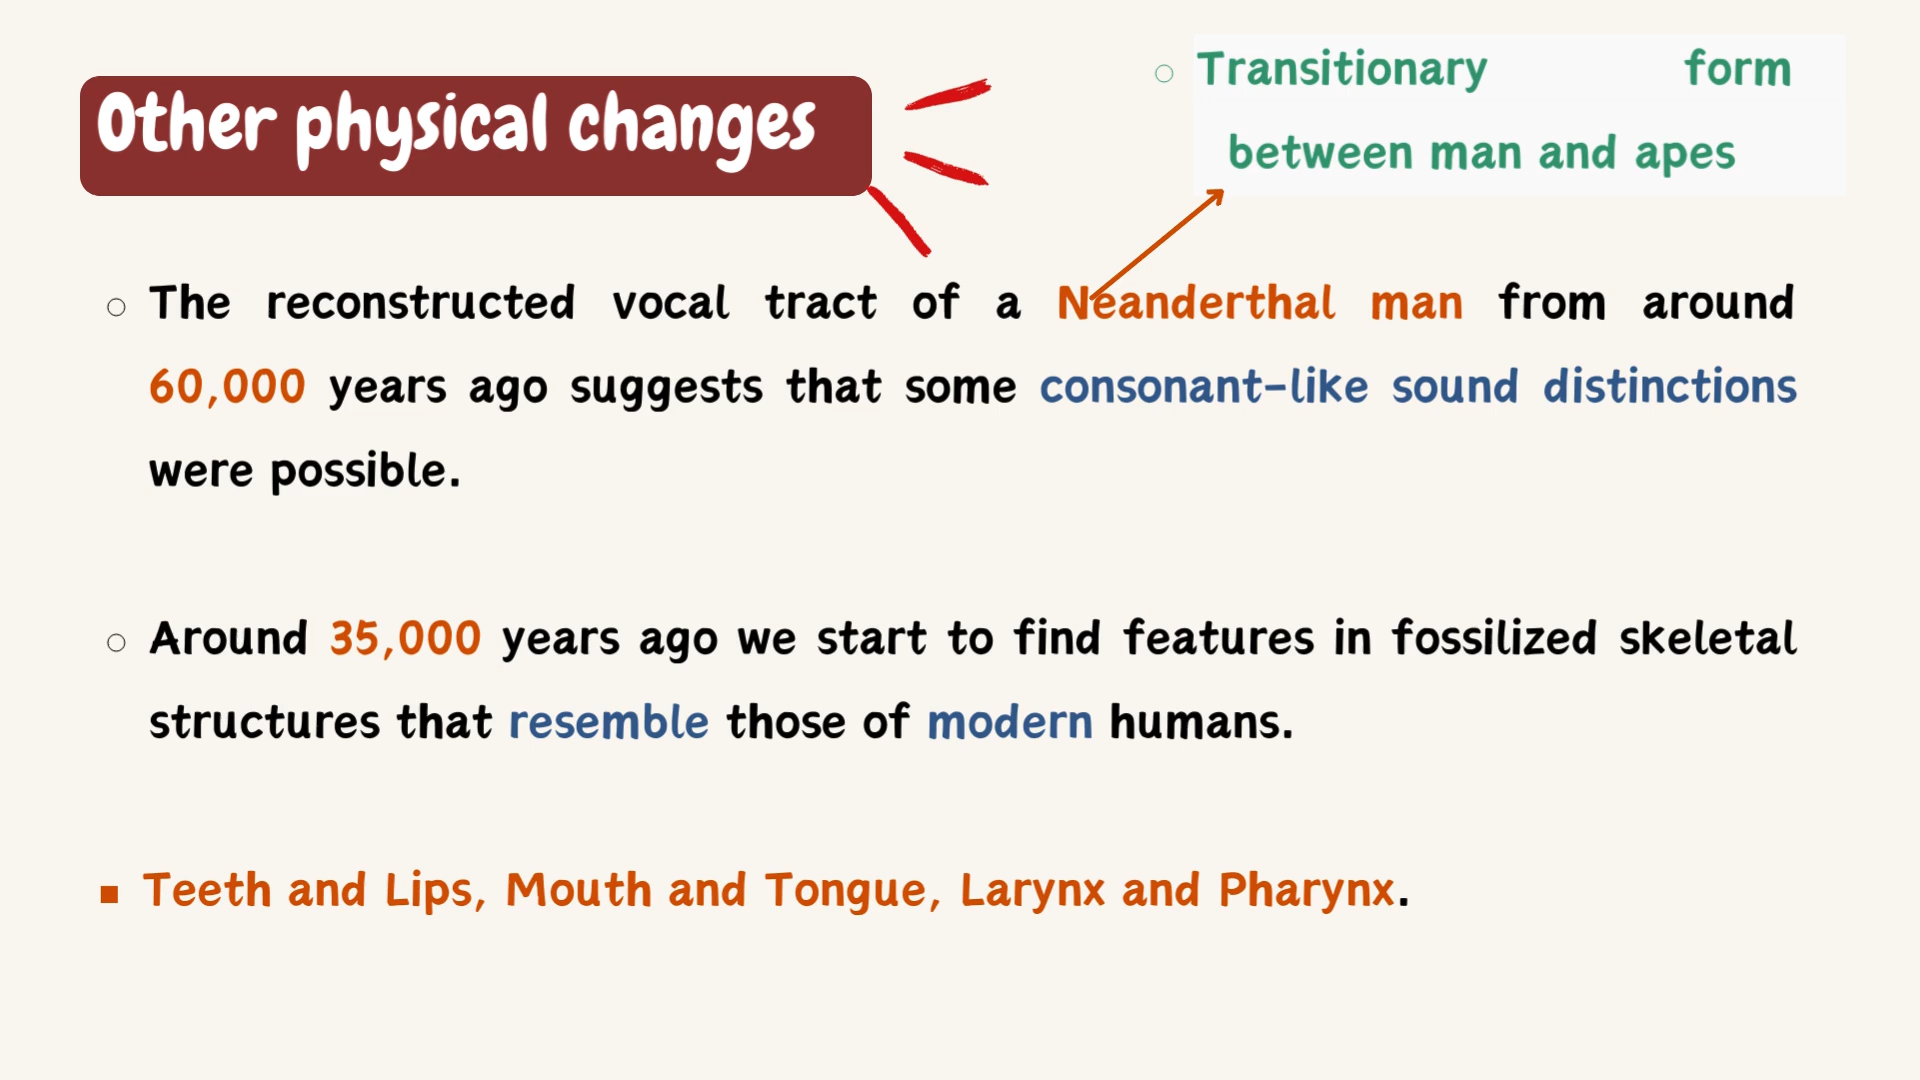 Other physical changes
○ Transitionary form
between man and apes
○ The reconstructed vocal tract of a Neanderthal man from around
60,000 years ago suggests that some consonant-like sound distinctions
were possible.
○ Around 35,000 years ago we start to find features in fossilized skeletal
structures that resemble those of modern humans.
▪ Teeth and Lips, Mouth and Tongue, Larynx and Pharynx.